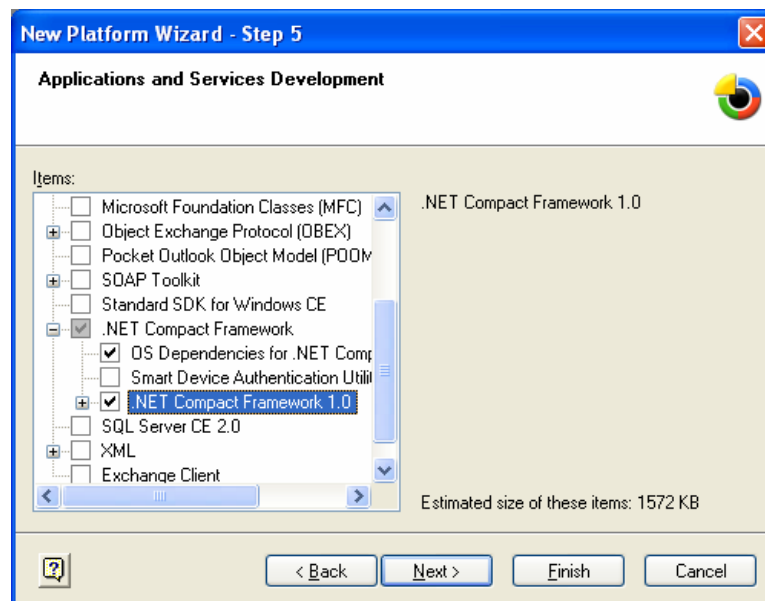 New Platform Wizard - Step 5
Applications and Services Development
Items:
Microsoft Foundation Classes (MFC)
Object Exchange Protocol (OBEX)
Pocket Outlook Object Model (POOM
SOAP Toolkit
Standard SDK for Windows CE
.NET Compact Framework
OS Dependencies for .NET Comp
Smart Device Authentication Utili
.NET Compact Framework 1.0
SQL Server CE 2.0
XML
Exchange Client
.NET Compact Framework 1.0
Estimated size of these items: 1572 KB
< Back
Next >
Finish
Cancel